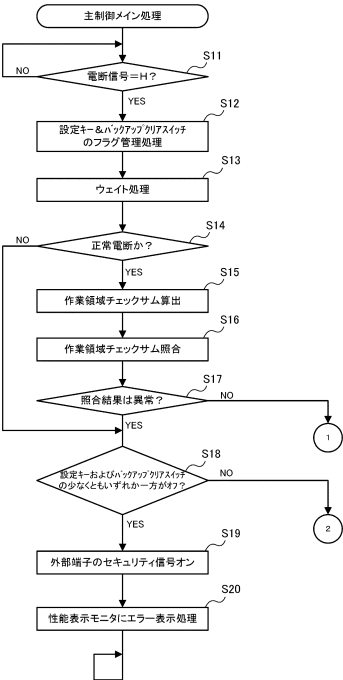 主制御メイン処理
S11
電断信号=H?
NO
YES
S12
設定キー&バックアップクリアスイッチ
のフラグ管理処理
S13
ウェイト処理
S14
正常電断か?
NO
YES
S15
作業領域チェックサム算出
S16
作業領域チェックサム照合
S17
照合結果は異常?
NO
YES
1
S18
設定キーおよびバックアップクリアスイッチ
の少なくともいずれか一方がオフ?
NO
YES
2
S19
外部端子のセキュリティ信号オン
S20
性能表示モニタにエラー表示処理